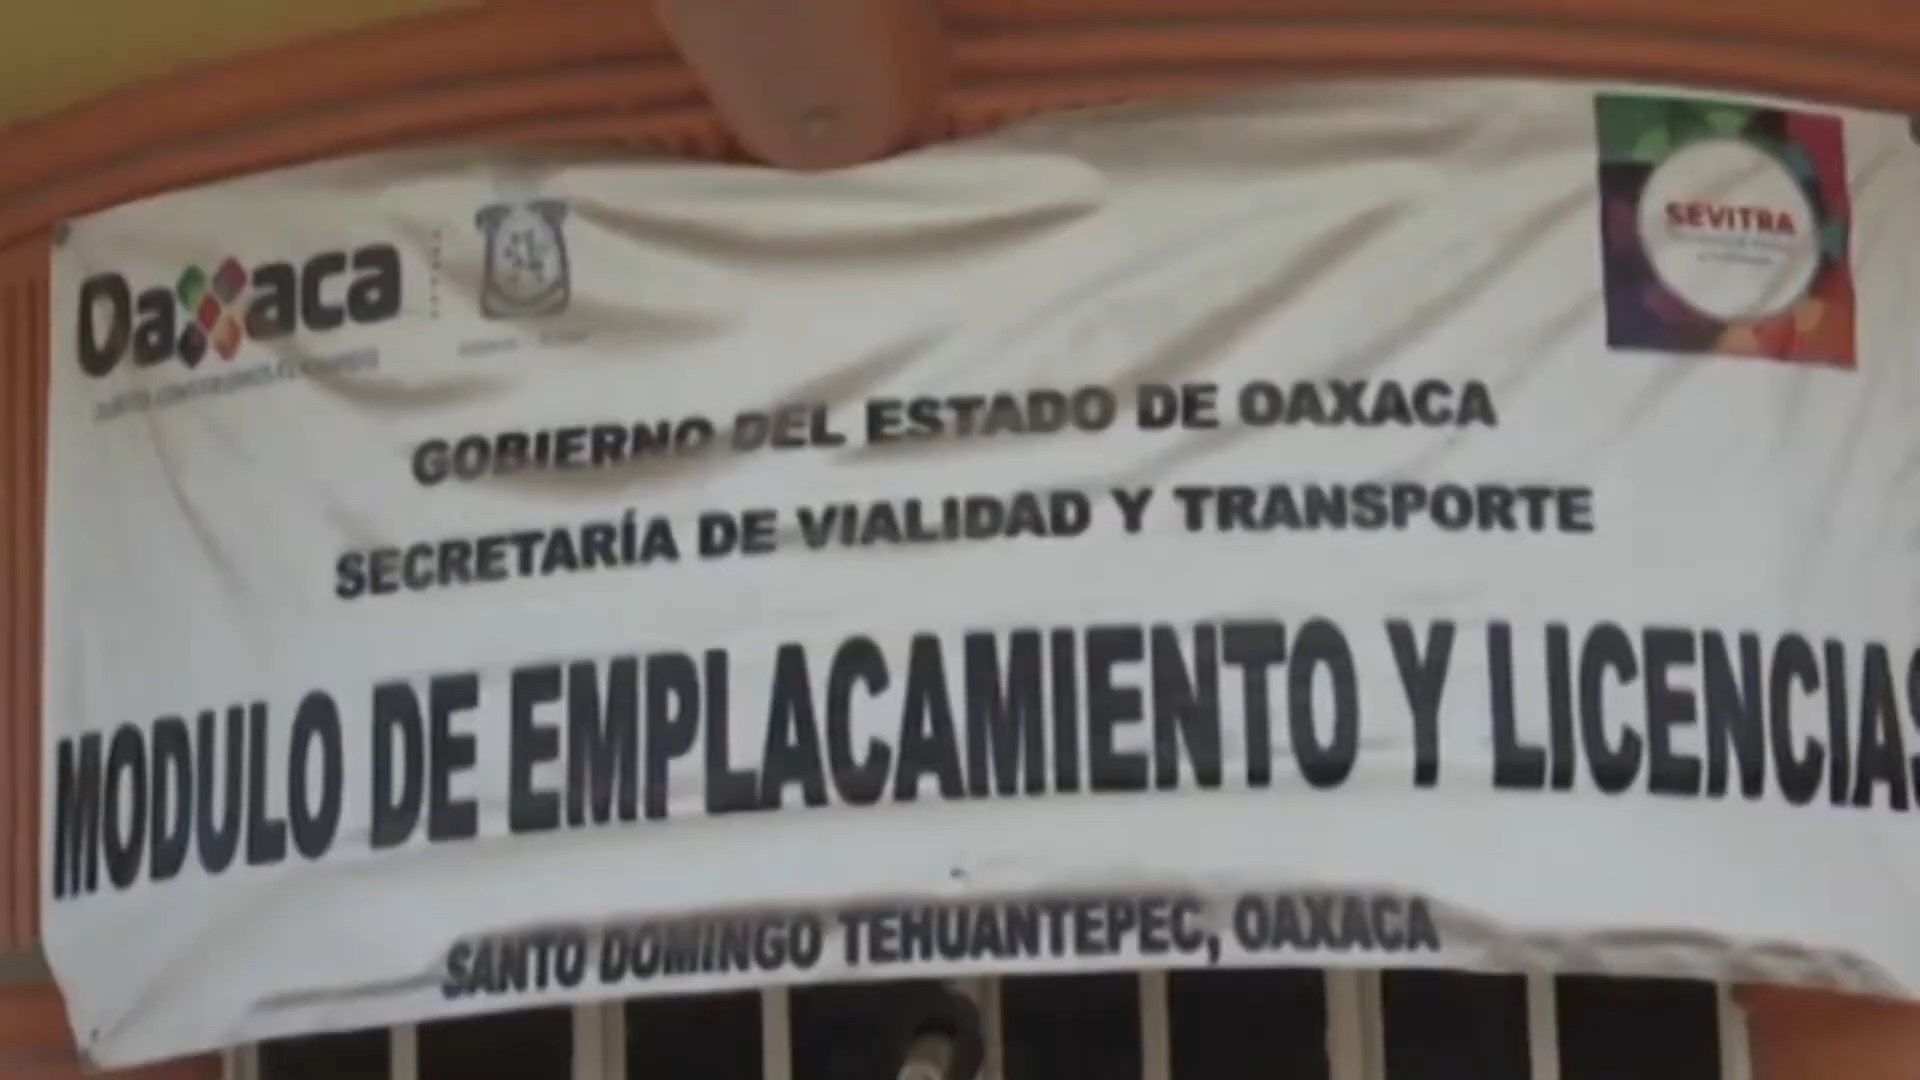 Oaxaca
SEVITRA
GOBIERNO DEL ESTADO DE OAXACA
SECRETARÍA DE VIALIDAD Y TRANSPORTE
MODULO DE EMPLACAMIENTO Y LICENCIAS
SANTO DOMINGO TEHUANTEPEC, OAXACA